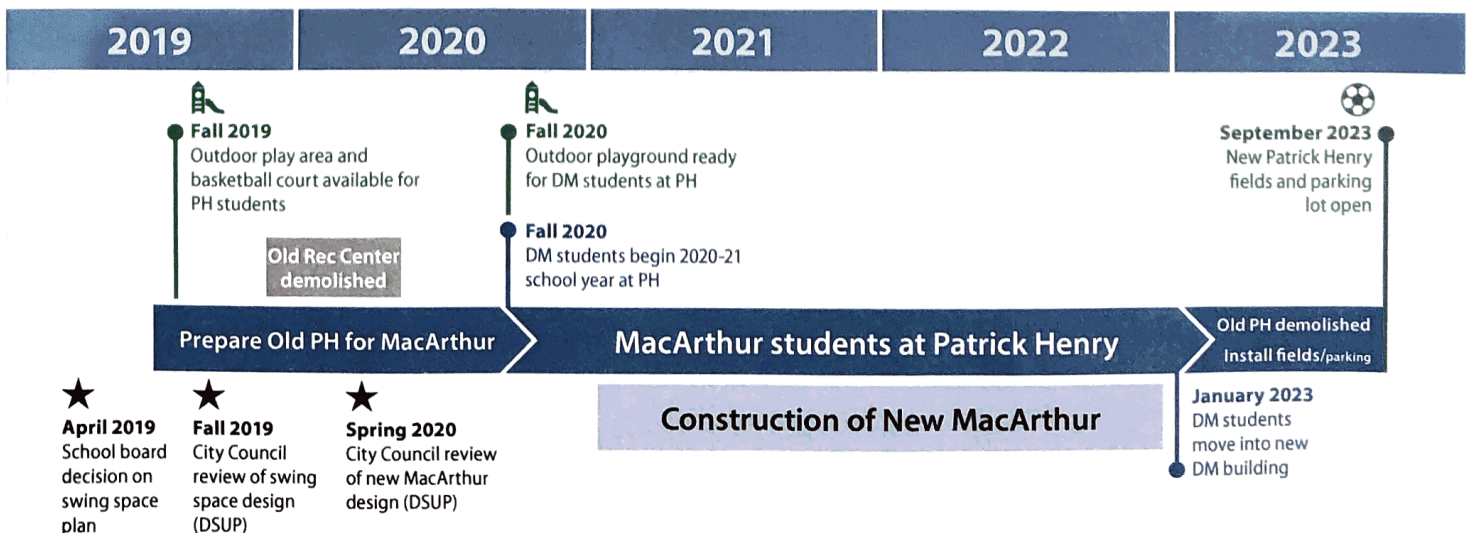 2019
2020
2021
2022
2023
Fall 2019
Outdoor play area and
basketball court available for
PH students
Fall 2020
Outdoor playground ready
for DM students at PH
September 2023
New Patrick Henry
fields and parking
lot open
Old Rec Center
demolished
Fall 2020
DM students begin 2020-21
school year at PH
Prepare Old PH for MacArthur
MacArthur students at Patrick Henry
Old PH demolished
Install fields/parking
April 2019
School board
decision on
swing space
plan
Fall 2019
City Council
review of swing
space design
(DSUP)
Spring 2020
City Council review
of new MacArthur
design (DSUP)
Construction of New MacArthur
January 2023
DM students
move into new
DM building